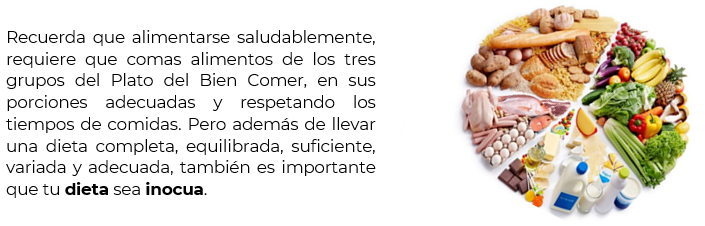 Recuerda que alimentarse saludablemente,
requiere que comas alimentos de los tres
grupos del Plato del Bien Comer, en sus
porciones adecuadas y respetando los
tiempos de comidas. Pero además de llevar
una dieta completa, equilibrada, suficiente,
variada y adecuada, también es importante
que tu dieta sea inocua.